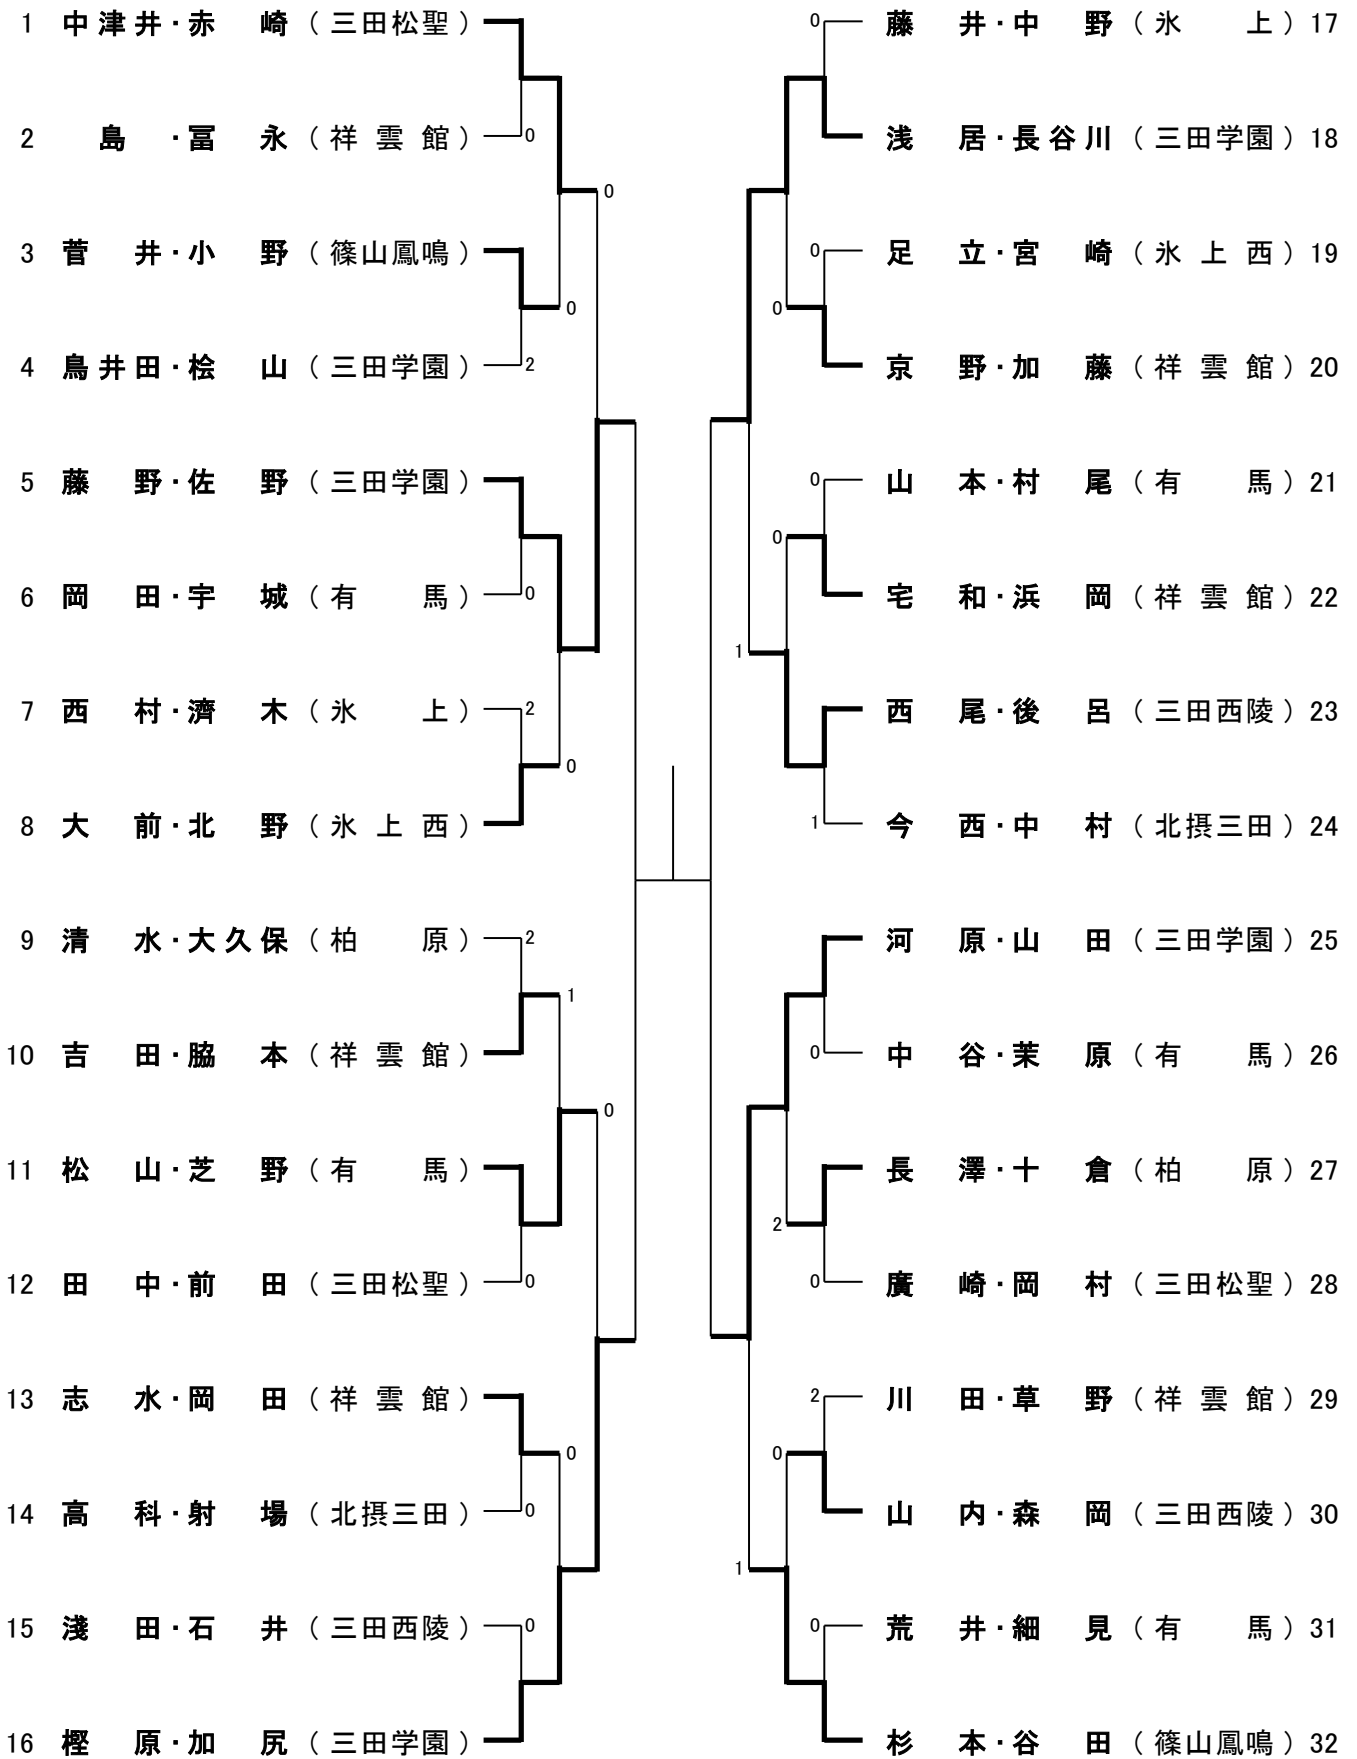 1 中津井・赤崎 (三田松聖)
2 島・冨永 (祥雲館)
0
0
3 菅井・小野 (篠山鳳鳴)
0
4 鳥井田・桧山 (三田学園)
2
5 藤野・佐野 (三田学園)
6 岡田・宇城 (有馬)
0
7 西村・濟木 (氷上)
2
0
8 大前・北野 (氷上西)
9 清水・大久保 (柏原)
2
1
10 吉田・脇本 (祥雲館)
0
11 松山・芝野 (有馬)
12 田中・前田 (三田松聖)
0
13 志水・岡田 (祥雲館)
0
14 高科・射場 (北摂三田)
0
15 淺田・石井 (三田西陵)
0
16 樫原・加尻 (三田学園)
0
藤井・中野 (氷上) 17
浅居・長谷川 (三田学園) 18
0
足立・宮崎 (氷上西) 19
0
京野・加藤 (祥雲館) 20
0
山本・村尾 (有馬) 21
0
宅和・浜岡 (祥雲館) 22
1
西尾・後呂 (三田西陵) 23
1
今西・中村 (北摂三田) 24
河原・山田 (三田学園) 25
0
中谷・茉原 (有馬) 26
長澤・十倉 (柏原) 27
2
0
廣崎・岡村 (三田松聖) 28
2
川田・草野 (祥雲館) 29
0
山内・森岡 (三田西陵) 30
1
0
荒井・細見 (有馬) 31
杉本・谷田 (篠山鳳鳴) 32